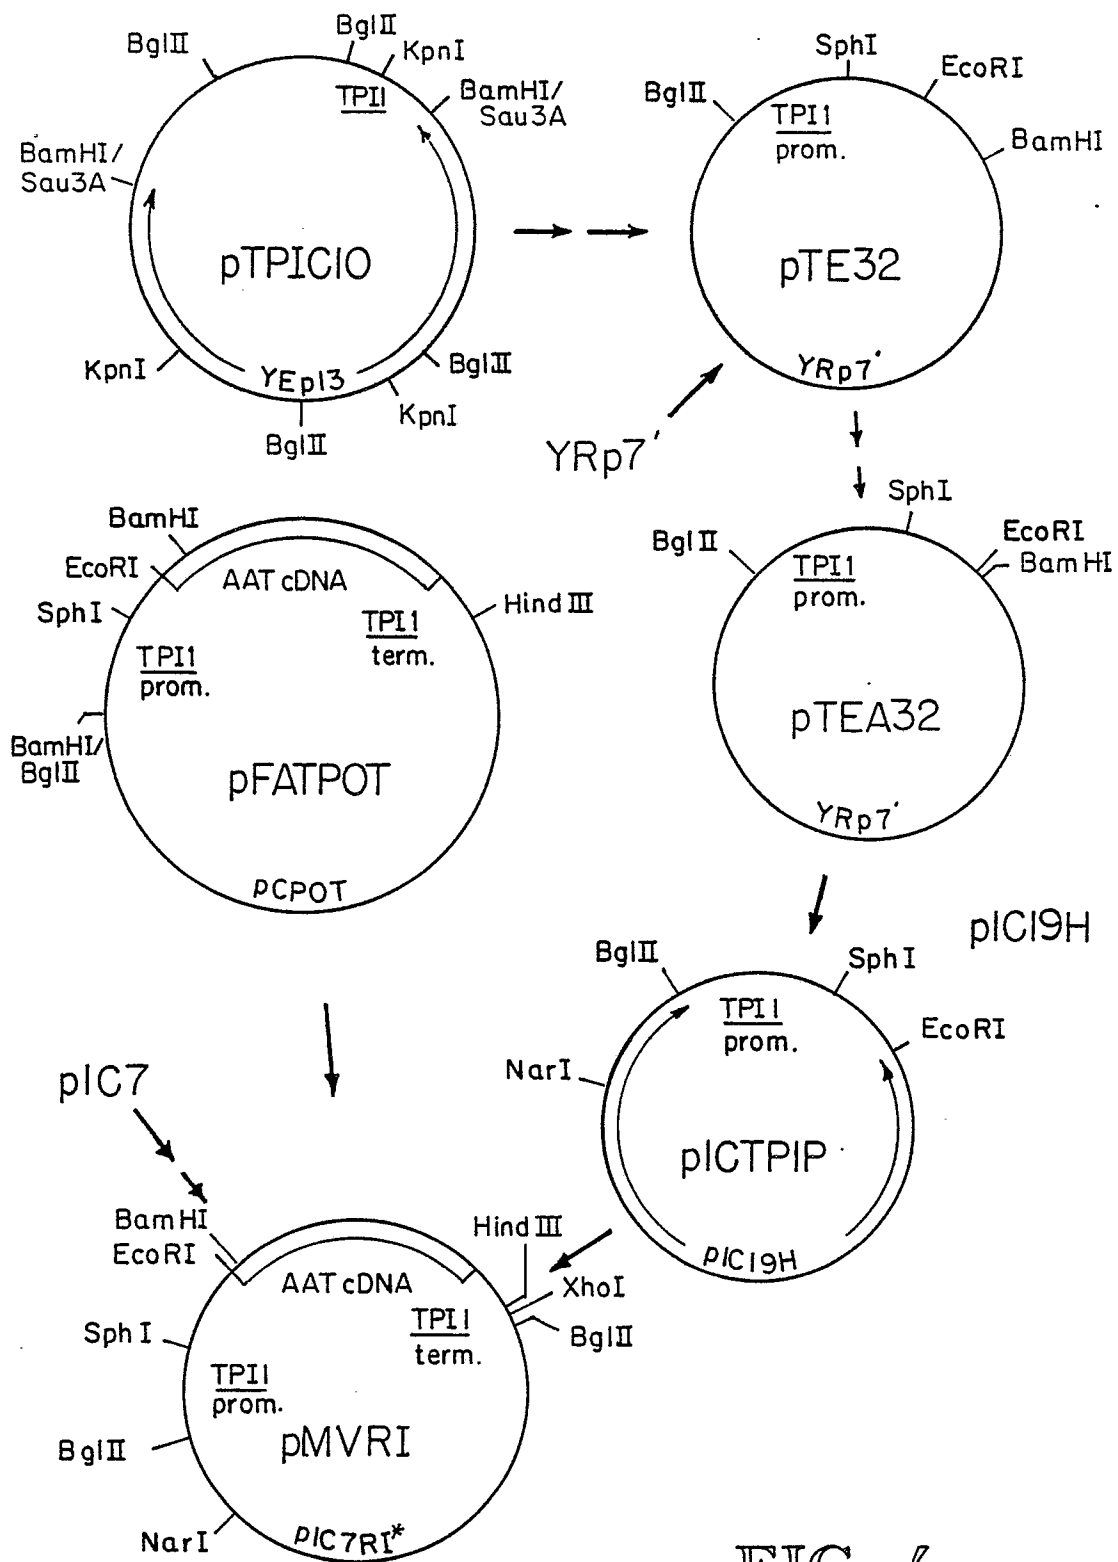 BglII
BglII
KpnI
TPI1
BamHI/
Sau3A
BamHI/
Sau3A
pTPIC10
KpnI
YEp13
BglII
KpnI
BglII
SphI
EcoRI
BglII
TPI1
prom.
BamHI
pTE32
YRp7'
YRp7'
BamHI
EcoRI
AAT cDNA
SphI
HindIII
TPI1
term.
TPI1
prom.
BamHI/
BglII
pFATPOT
pCPOT
SphI
BglII
EcoRI
BamHI
TPI1
prom.
pTEA32
YRp7'
pIC19H
BglII
SphI
TPI1
prom.
EcoRI
NarI
pICTPIP
pIC19H
pIC7
BamHI
EcoRI
HindIII
AAT cDNA
XhoI
BglII
SphI
TPI1
term.
TPI1
prom.
pMVRI
BglII
NarI
pIC7RI*